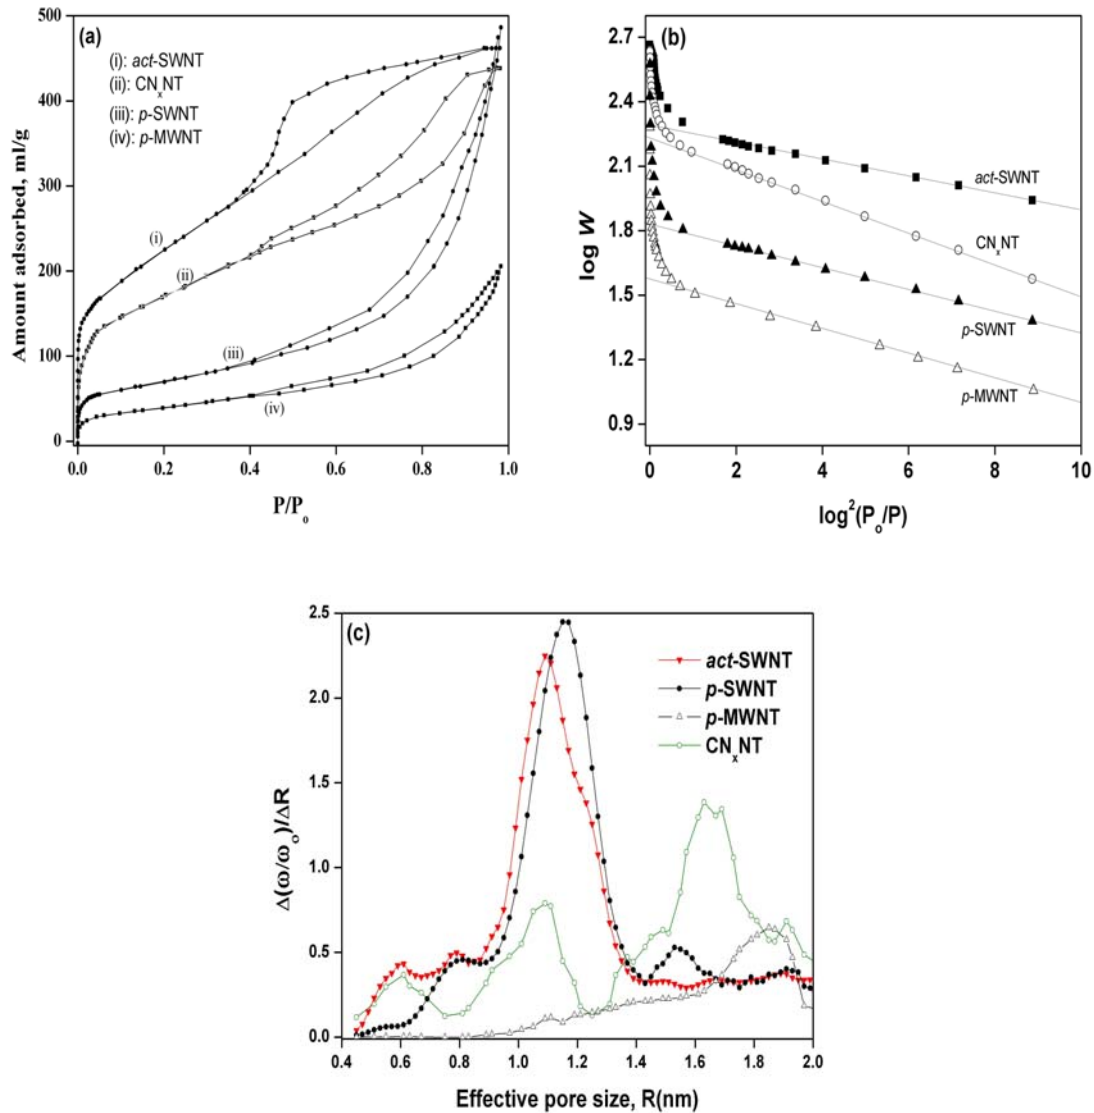 (a)
(i): act-SWNT
(ii): CNxNT
(iii): p-SWNT
(iv): p-MWNT
500
400
300
200
100
0
Amount adsorbed, ml/g
(i)
(ii)
(iii)
(iv)
0.0 0.2 0.4 0.6 0.8 1.0
P/Po
(b)
2.7
2.4
2.1
1.8
1.5
1.2
0.9
log W
act-SWNT
CNxNT
p-SWNT
p-MWNT
0 2 4 6 8 10
log²(Po/P)
(c)
2.5
2.0
1.5
1.0
0.5
0.0
Δ(ω/ωo)/ΔR
act-SWNT
p-SWNT
p-MWNT
CNxNT
0.4 0.6 0.8 1.0 1.2 1.4 1.6 1.8 2.0
Effective pore size, R(nm)